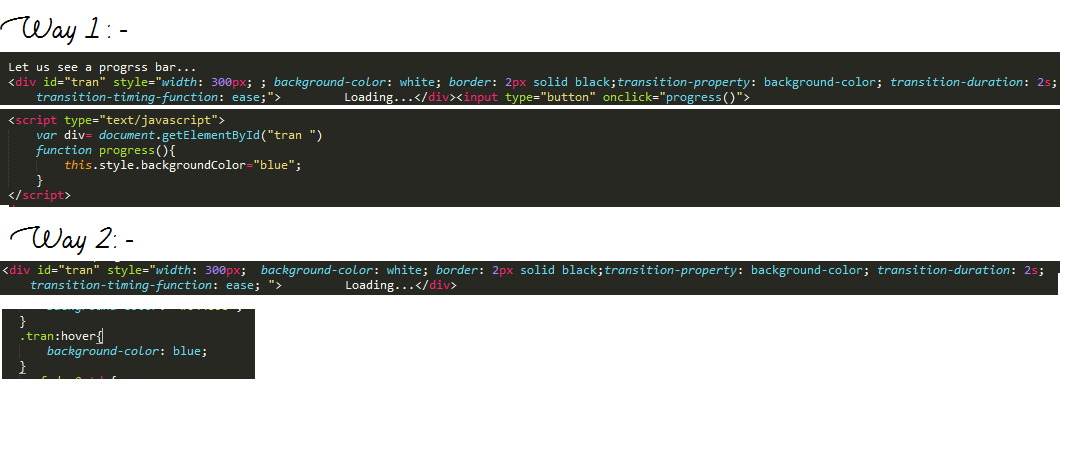 Way 1 : -
Let us see a progrss bar...
<div id="tran" style="width: 300px; ; background-color: white; border: 2px solid black;transition-property: background-color; transition-duration: 2s;
transition-timing-function: ease;"> Loading...</div><input type="button" onclick="progress()">
<script type="text/javascript">
var div= document.getElementById("tran ")
function progress(){
this.style.backgroundColor="blue";
}
</script>
Way 2: -
<div id="tran" style="width: 300px; background-color: white; border: 2px solid black;transition-property: background-color; transition-duration: 2s;
transition-timing-function: ease; "> Loading...</div>
}
.tran:hover{
background-color: blue;
}